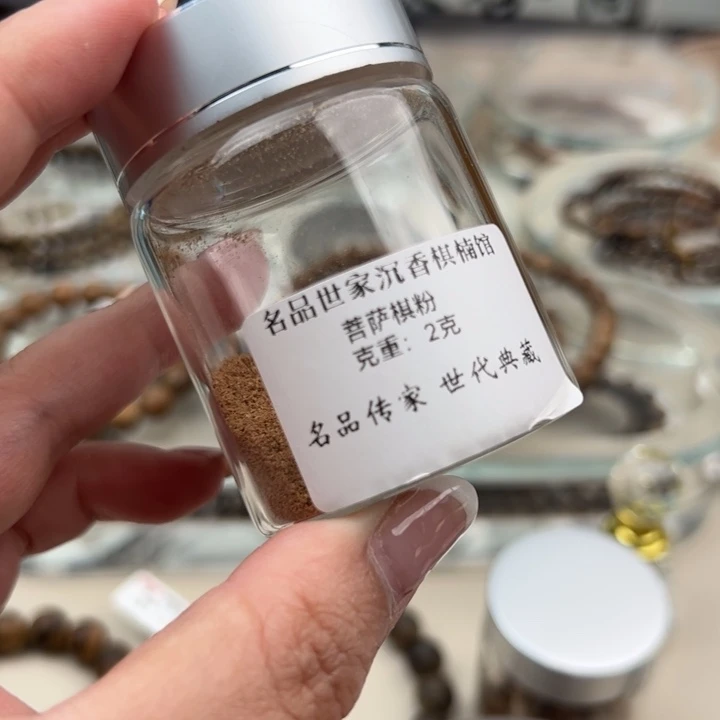 名品世家沉香棋楠馆
菩萨棋粉
克重：2克
名品传家 世代典藏